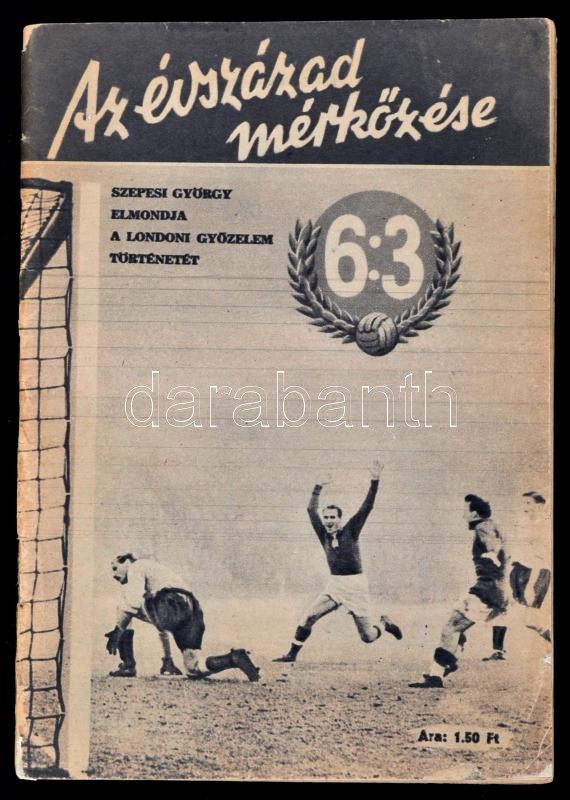 Az évszázad
mérkőzése
SZEPESI GYÖRGY
ELMONDJA
A LONDONI GYŐZELEM
TÖRTÉNETÉT
6:3
darabanth
Ára: 1.50 Ft